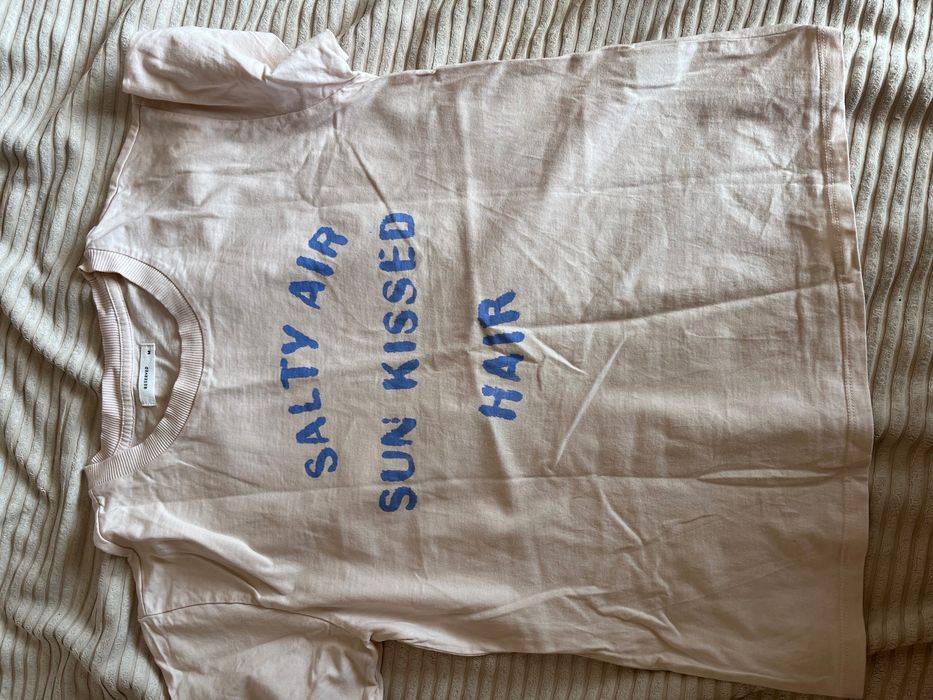 RESERVED M
SALTY AIR
SUN KISSED
HAIR